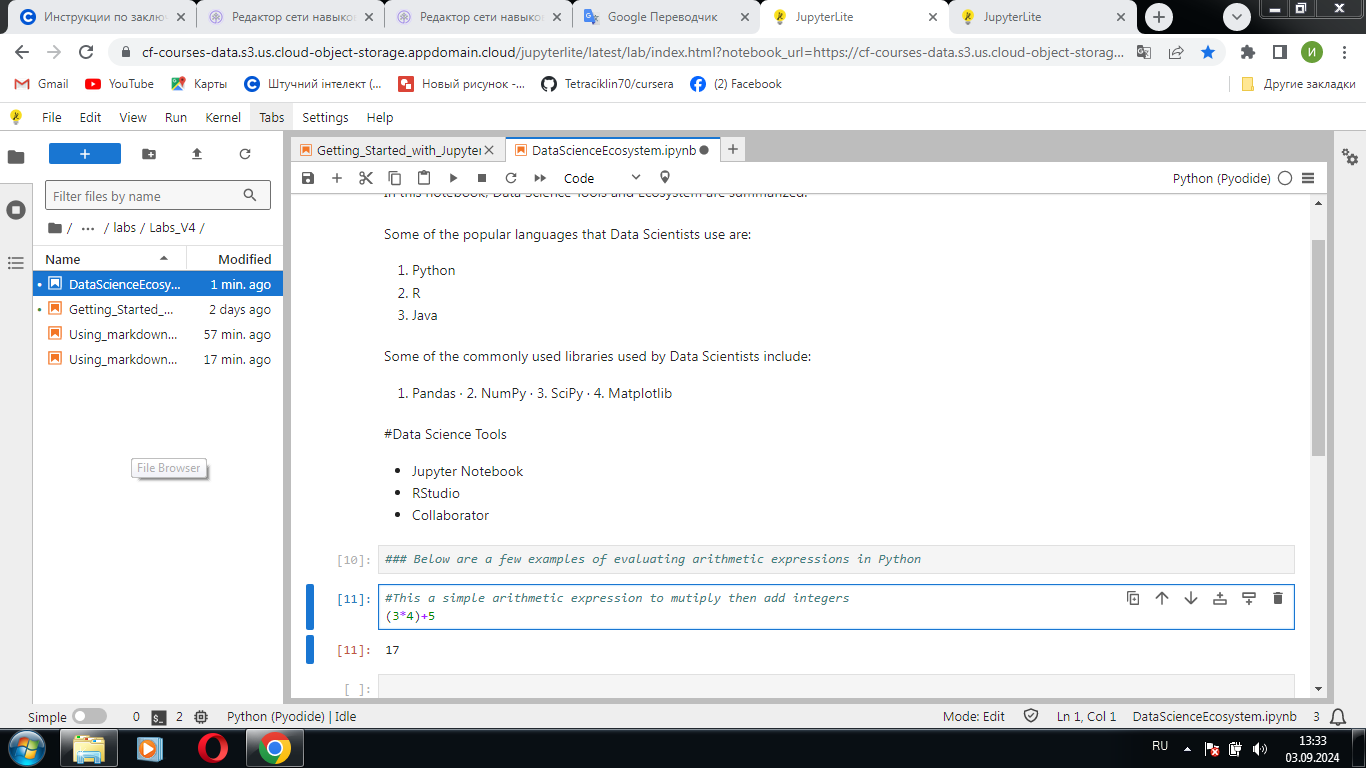 Инструкции по заключ
Редактор сети навыко
Редактор сети навыко
Google Переводчик
JupyterLite
JupyterLite
cf-courses-data.s3.us.cloud-object-storage.appdomain.cloud/jupyterlite/latest/lab/index.html?notebook_url=https://cf-courses-data.s3.us.cloud-object-storag...
И
Gmail
YouTube
Карты
Штучний інтелект (...
Новый рисунок -...
Tetraciklin70/cursera
(2) Facebook
Другие закладки
File Edit View Run Kernel Tabs Settings Help
Getting_Started_with_Jupyter
DataScienceEcosystem.ipynb
Filter files by name
Code
Python (Pyodide)
/ ··· / labs / Labs_V4 /
Name Modified
DataScienceEcosy... 1 min. ago
Getting_Started_... 2 days ago
Using_markdown... 57 min. ago
Using_markdown... 17 min. ago
File Browser
In this notebook, Data Science Tools and Ecosystem are summarized.
Some of the popular languages that Data Scientists use are:
1. Python
2. R
3. Java
Some of the commonly used libraries used by Data Scientists include:
1. Pandas · 2. NumPy · 3. SciPy · 4. Matplotlib
#Data Science Tools
• Jupyter Notebook
• RStudio
• Collaborator
[10]: ### Below are a few examples of evaluating arithmetic expressions in Python
[11]: #This a simple arithmetic expression to mutiply then add integers
(3*4)+5
[11]: 17
[ ]:
Simple 0 2 Python (Pyodide) | Idle
Mode: Edit Ln 1, Col 1 DataScienceEcosystem.ipynb 3
RU
13:33
03.09.2024